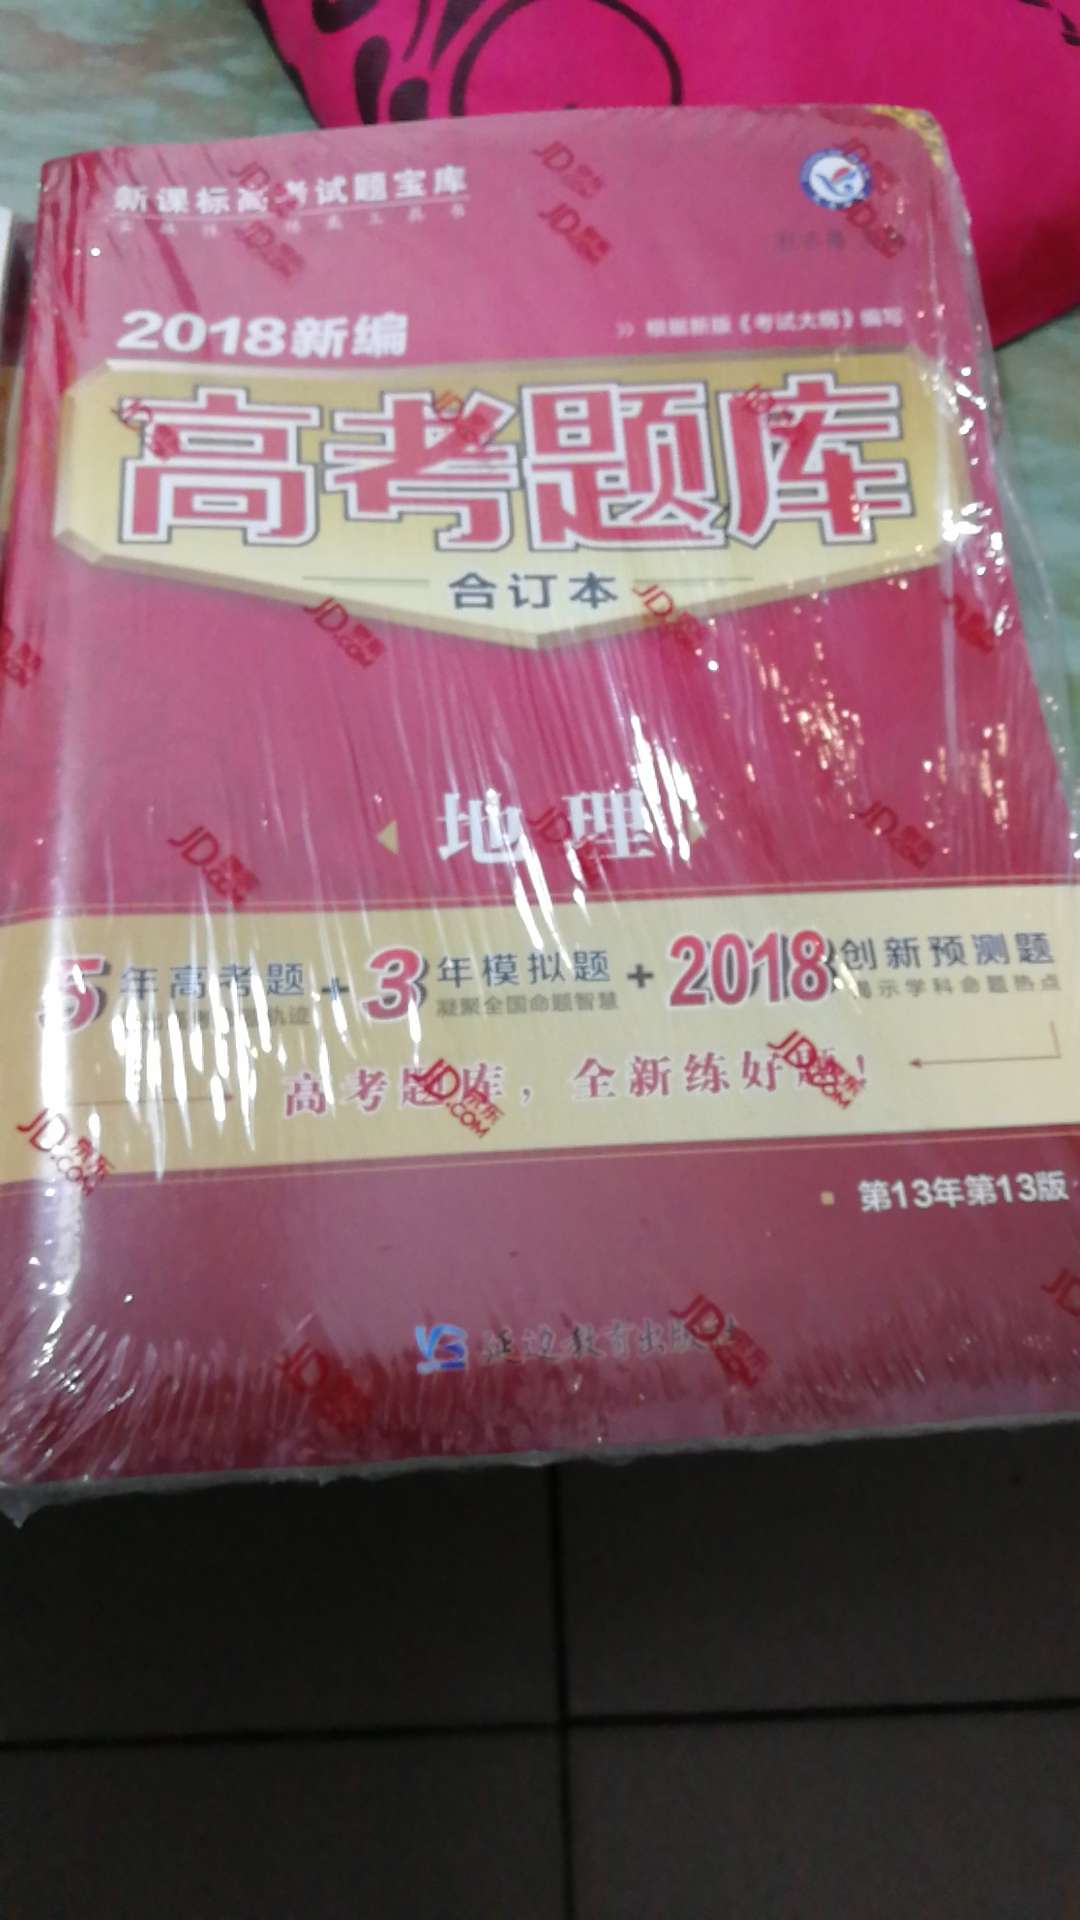 新课标高考试题宝库
2018新编
根据新版《考试大纲》编写
高考题库
合订本
地理
5年高考题+3年模拟题+2018创新预测题
凝聚全国命题智慧
揭示学科命题热点
高考题库，全新练好题！
第13年第13版
延边教育出版社
JD.COM 京东